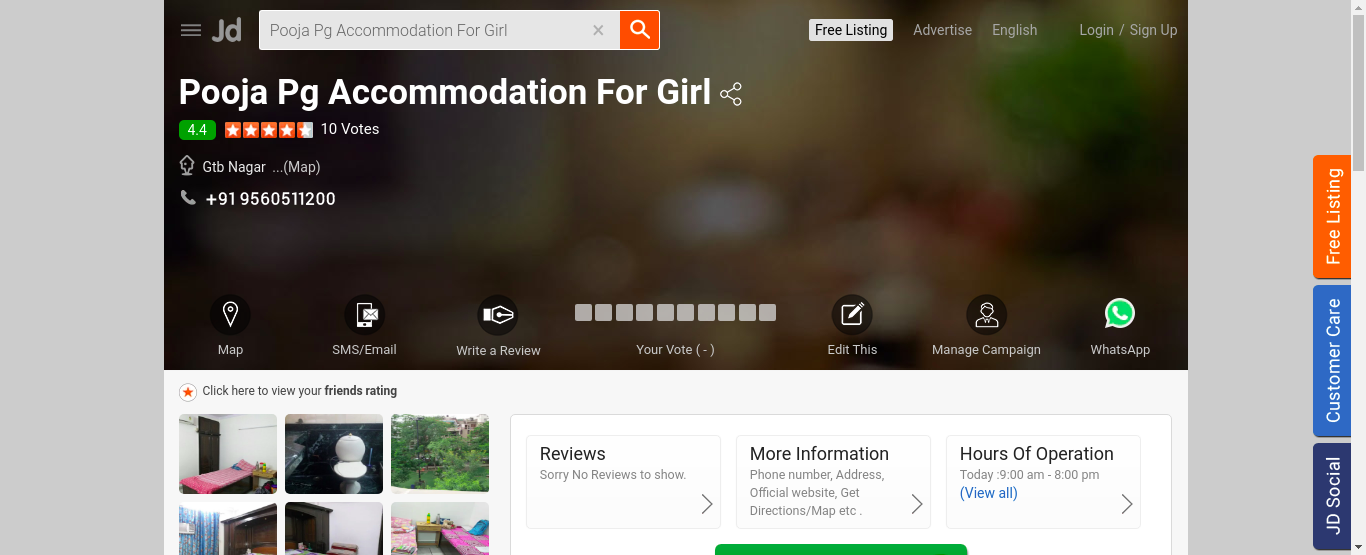 Jd
Pooja Pg Accommodation For Girl ×
Free Listing Advertise English Login / Sign Up
Pooja Pg Accommodation For Girl
4.4 10 Votes
Gtb Nagar ...(Map)
+91 9560511200
Map SMS/Email Write a Review Your Vote ( - ) Edit This Manage Campaign WhatsApp
Click here to view your friends rating
Reviews
Sorry No Reviews to show.
More Information
Phone number, Address,
Official website, Get
Directions/Map etc .
Hours Of Operation
Today :9:00 am - 8:00 pm
(View all)
Free Listing
Customer Care
JD Social